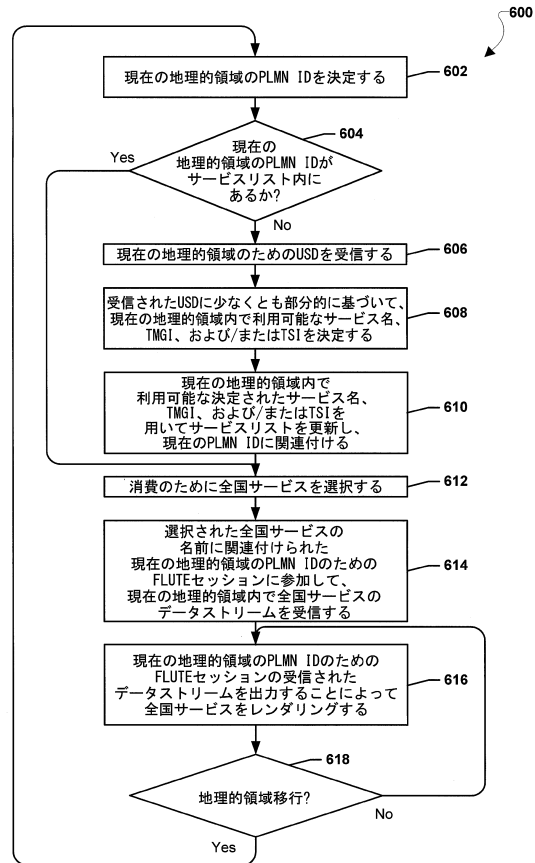 600
現在の地理的領域のPLMN IDを決定する
602
604
現在の
地理的領域のPLMN IDが
サービスリスト内に
あるか?
Yes
No
現在の地理的領域のためのUSDを受信する
606
受信されたUSDに少なくとも部分的に基づいて、
現在の地理的領域内で利用可能なサービス名、
TMGI、および/またはTSIを決定する
608
現在の地理的領域内で
利用可能な決定されたサービス名、
TMGI、および/またはTSIを
用いてサービスリストを更新し、
現在のPLMN IDに関連付ける
610
消費のために全国サービスを選択する
612
選択された全国サービスの
名前に関連付けられた
現在の地理的領域のPLMN IDのための
FLUTEセッションに参加して、
現在の地理的領域内で全国サービスの
データストリームを受信する
614
現在の地理的領域のPLMN IDのための
FLUTEセッションの受信された
データストリームを出力することによって
全国サービスをレンダリングする
616
618
地理的領域移行?
No
Yes